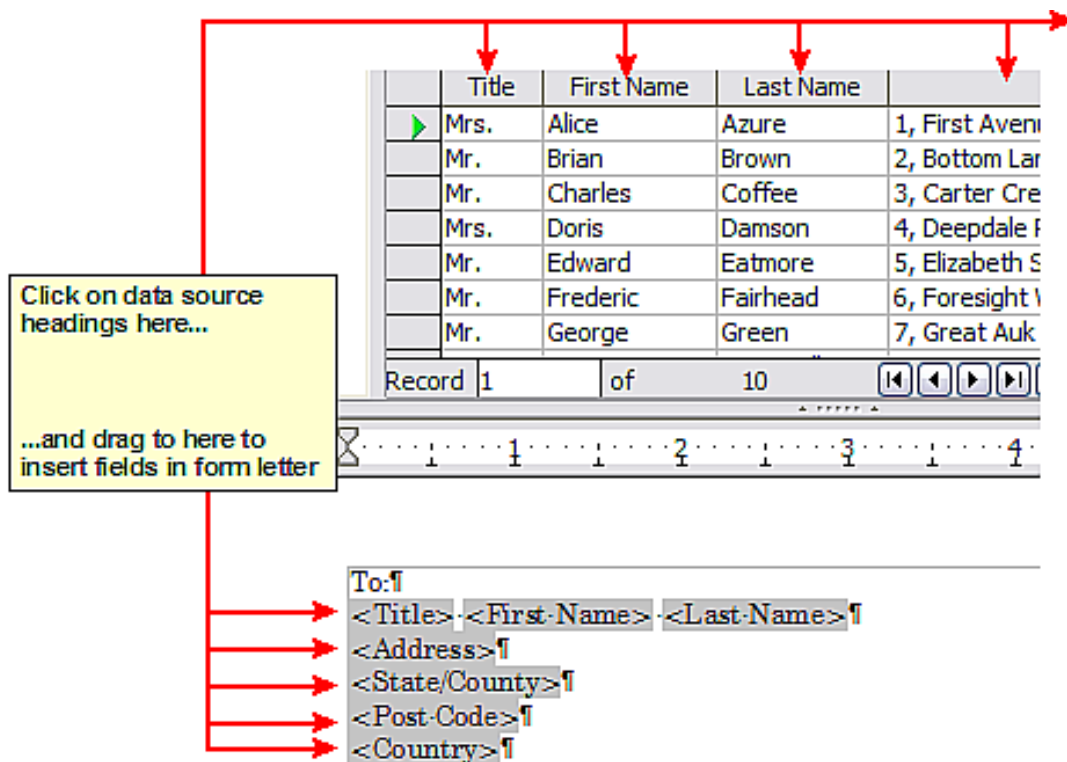 Title First Name Last Name
Mrs. Alice Azure 1, First Aven
Mr. Brian Brown 2, Bottom Lar
Mr. Charles Coffee 3, Carter Cre
Mrs. Doris Damson 4, Deepdale
Mr. Edward Eatmore 5, Elizabeth S
Mr. Frederic Fairhead 6, Foresight
Mr. George Green 7, Great Auk
Record 1 of 10
Click on data source
headings here...
...and drag to here to
insert fields in form letter
1 2 3 4
To:¶
<Title>·<First·Name>·<Last·Name>¶
<Address>¶
<State/County>¶
<Post·Code>¶
<Country>¶